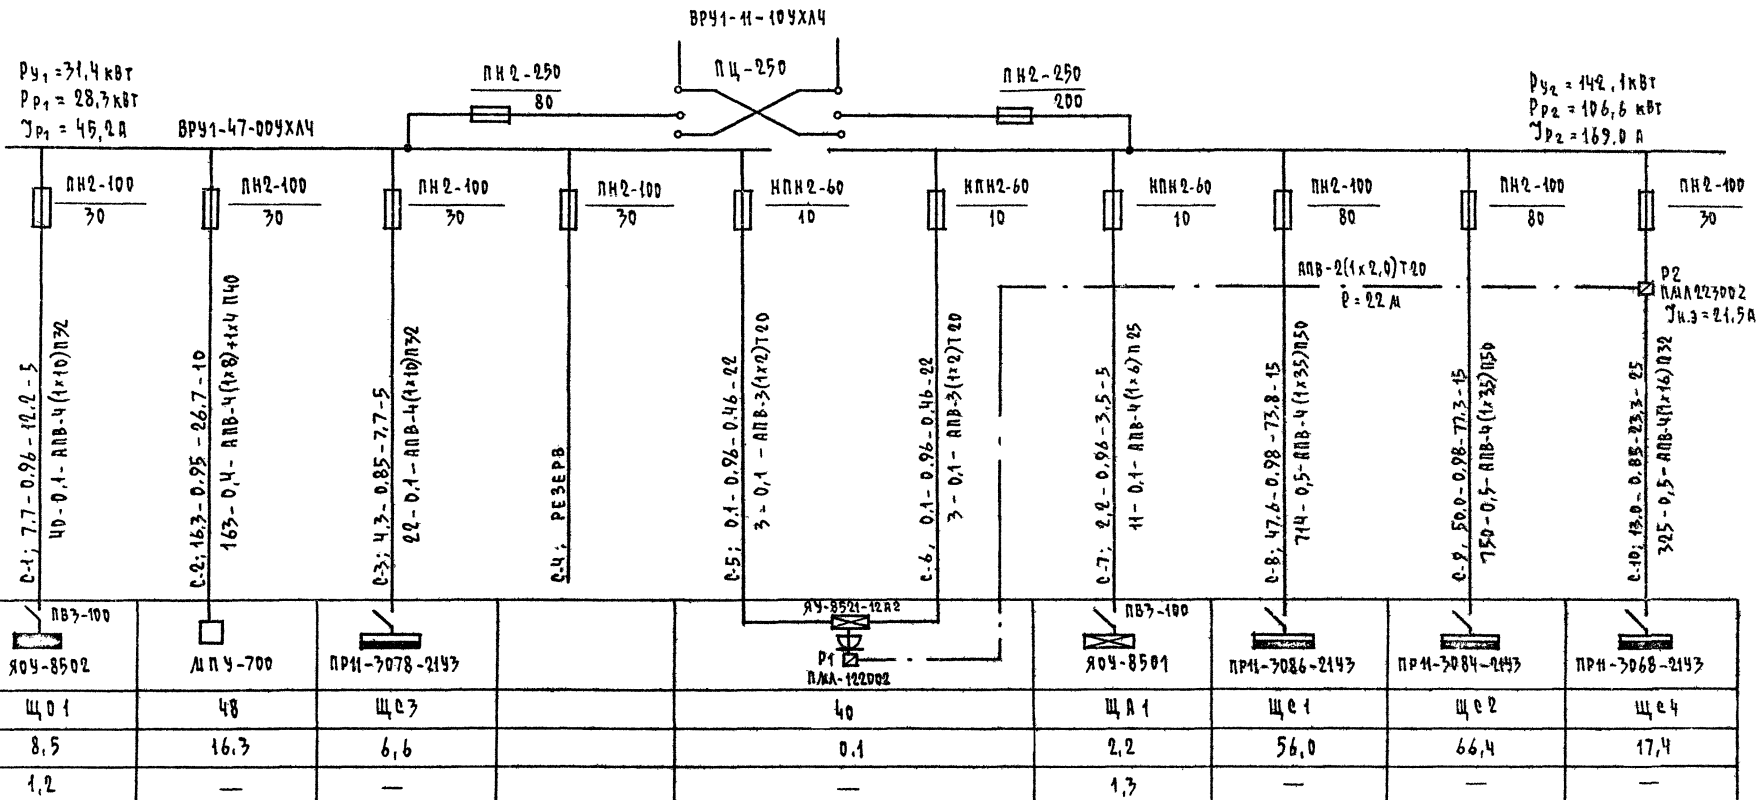 ВРУ1-11-10УХЛ4
Ру₁ = 31,4 кВт
Рр₁ = 28,3 кВт
Јр₁ = 45,2 А
ВРУ1-47-00УХЛ4
ПН2-250
80
ПЦ-250
ПН2-250
200
Ру₂ = 142,1 кВт
Рр₂ = 106,6 кВт
Јр₂ = 169.0 А
ПН2-100
30
ПН2-100
30
ПН2-100
30
ПН2-100
30
НПН2-60
10
НПН2-60
10
НПН2-60
10
ПН2-100
80
ПН2-100
80
ПН2-100
30
АПВ-2(1х2,0)Т20
ℓ = 22 м
Р2
ПМЛ223002
Јн.э = 21.5А
С-1; 7.7-0.96-12.2-5
40-0.1-АПВ-4(1х10)П32
С-2; 16.3-0.95-26.7-10
163-0,4-АПВ-4(1х8)+1х4 П40
С-3; 4.3-0.85-7.7-5
22-0.1-АПВ-4(1х10)П32
С-4; РЕЗЕРВ
С-5; 0.1-0.96-0.46-22
3-0,1-АПВ-3(1х2)Т20
С-6, 0.1-0.96-0.46-22
3-0,1-АПВ-3(1х2)Т20
С-7; 2,2-0,96-3.5-5
11-0,1-АПВ-4(1х6)П25
С-8; 47.6-0.98-73.8-15
714-0,5-АПВ-4(1х35)П50
С-9, 50.0-0.98-77.3-15
750-0,5-АПВ-4(1х35)П50
С-10; 13.0-0.85-23,3-25
325-0,5-АПВ-4(1х16)П32
ПВ3-100
ЯОУ-8502
МПУ-700
ПР11-3078-21У3
ЯУ-8521-12А2
Р1
ПМЛ-122002
ПВ3-100
ЯОУ-8501
ПР11-3086-21У3
ПР11-3084-21У3
ПР11-3068-21У3
ЩО1 48 ЩС3 40 ЩА1 ЩС1 ЩС2 ЩС4
8,5 16.3 6,6 0.1 2,2 56,0 66,4 17,4
1,2 — — — 1,3 — — —